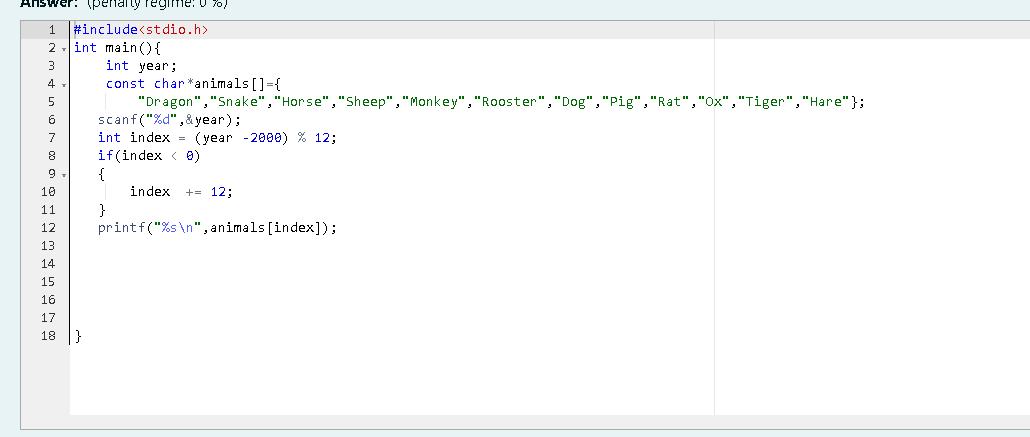 Answer: (penalty regime: 0 %)
1 #include<stdio.h>
2 int main(){
3 int year;
4 const char*animals[]={
5 "Dragon","Snake","Horse","Sheep","Monkey","Rooster","Dog","Pig","Rat","Ox","Tiger","Hare"};
6 scanf("%d",&year);
7 int index = (year -2000) % 12;
8 if(index < 0)
9 {
10 index += 12;
11 }
12 printf("%s\n",animals[index]);
13
14
15
16
17
18 }